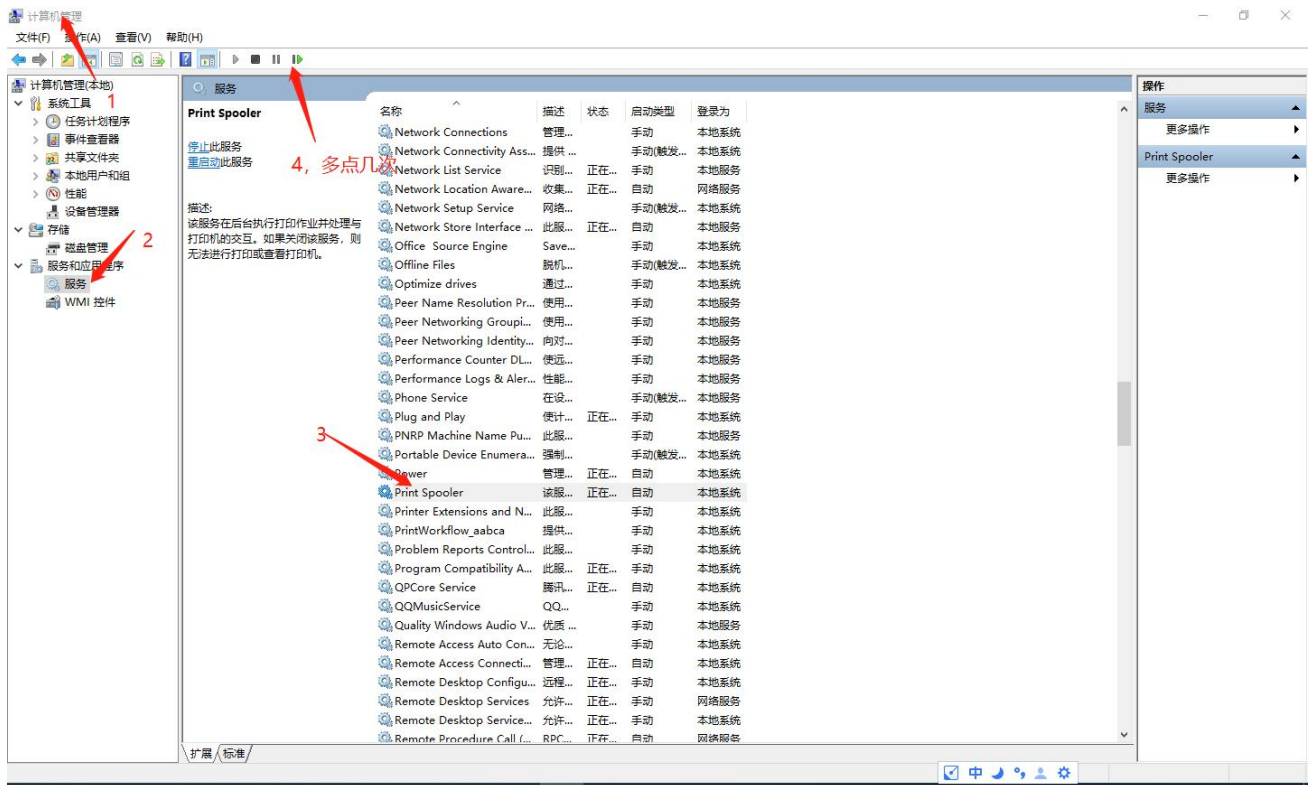 计算机管理
文件(F) 操作(A) 查看(V) 帮助(H)
计算机管理(本地)
1
系统工具
任务计划程序
事件查看器
共享文件夹
本地用户和组
性能
设备管理器
存储
磁盘管理
2
服务和应用程序
服务
WMI 控件
服务
Print Spooler
停止此服务
重启动此服务
4，多点几次
描述:
该服务在后台执行打印作业并处理与
打印机的交互。如果关闭该服务，则
无法进行打印或查看打印机。
3
名称 描述 状态 启动类型 登录为
Network Connections 管理... 手动 本地系统
Network Connectivity Ass... 提供 ... 手动(触发... 本地系统
Network List Service 识别... 正在... 手动 本地服务
Network Location Aware... 收集... 正在... 自动 网络服务
Network Setup Service 网络... 手动(触发... 本地系统
Network Store Interface ... 此服... 正在... 自动 本地服务
Office Source Engine Save... 手动 本地系统
Offline Files 脱机... 手动(触发... 本地系统
Optimize drives 通过... 手动 本地系统
Peer Name Resolution Pr... 使用... 手动 本地服务
Peer Networking Groupi... 使用... 手动 本地服务
Peer Networking Identity... 向对... 手动 本地服务
Performance Counter DL... 使远... 手动 本地服务
Performance Logs & Aler... 性能... 手动 本地服务
Phone Service 在设... 手动(触发... 本地服务
Plug and Play 使计... 正在... 手动 本地系统
PNRP Machine Name Pu... 此服... 手动 本地服务
Portable Device Enumera... 强制... 手动(触发... 本地系统
Power 管理... 正在... 自动 本地系统
Print Spooler 该服... 正在... 自动 本地系统
Printer Extensions and N... 此服... 手动 本地系统
PrintWorkflow_aabca 提供... 手动 本地系统
Problem Reports Control... 此服... 手动 本地系统
Program Compatibility A... 此服... 正在... 手动 本地系统
QPCore Service 腾讯... 正在... 自动 本地系统
QQMusicService QQ... 手动 本地系统
Quality Windows Audio V... 优质 ... 手动 本地服务
Remote Access Auto Con... 无论... 手动 本地系统
Remote Access Connecti... 管理... 正在... 自动 本地系统
Remote Desktop Configu... 远程... 正在... 手动 本地系统
Remote Desktop Services 允许... 正在... 手动 网络服务
Remote Desktop Service... 允许... 正在... 手动 本地系统
Remote Procedure Call (... RPC... 正在... 自动 网络服务
扩展 标准
操作
服务
更多操作
Print Spooler
更多操作
中